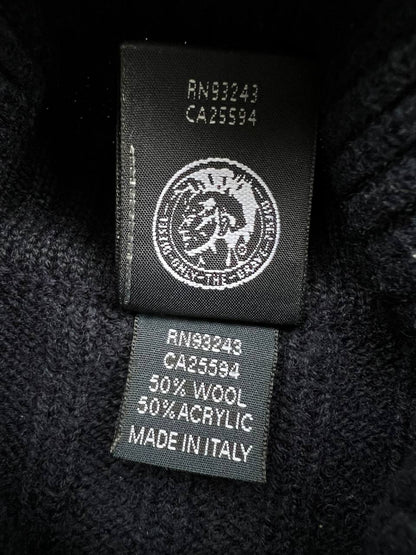 RN93243
CA25594
DIESEL·ONLY·THE·BRAVE
RN93243
CA25594
50% WOOL
50% ACRYLIC
MADE IN ITALY